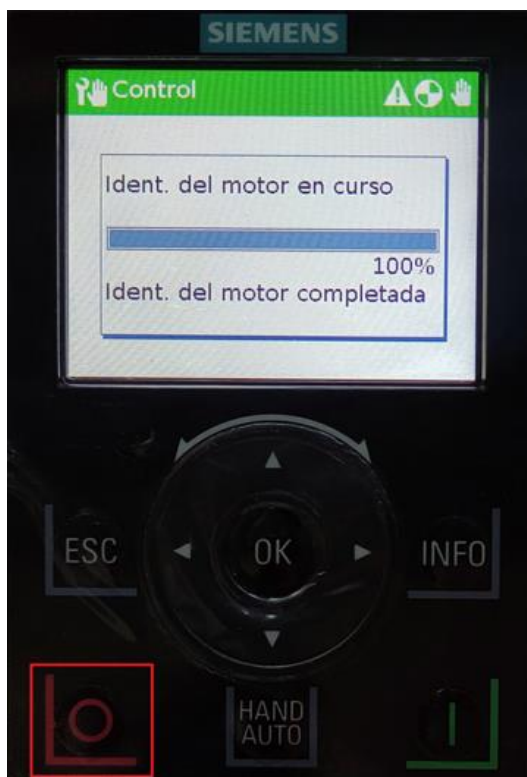 SIEMENS
Control
Ident. del motor en curso
100%
Ident. del motor completada
ESC
OK
INFO
HAND
AUTO